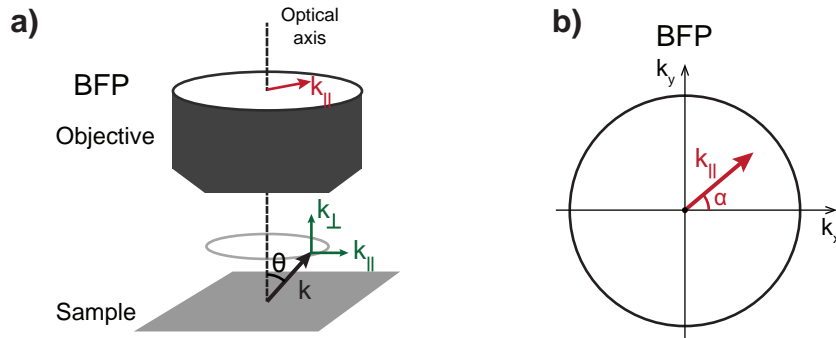 a)
Optical
axis
BFP
k||
Objective
k⊥
k||
θ
k
Sample
b)
BFP
ky
k||
α
kx